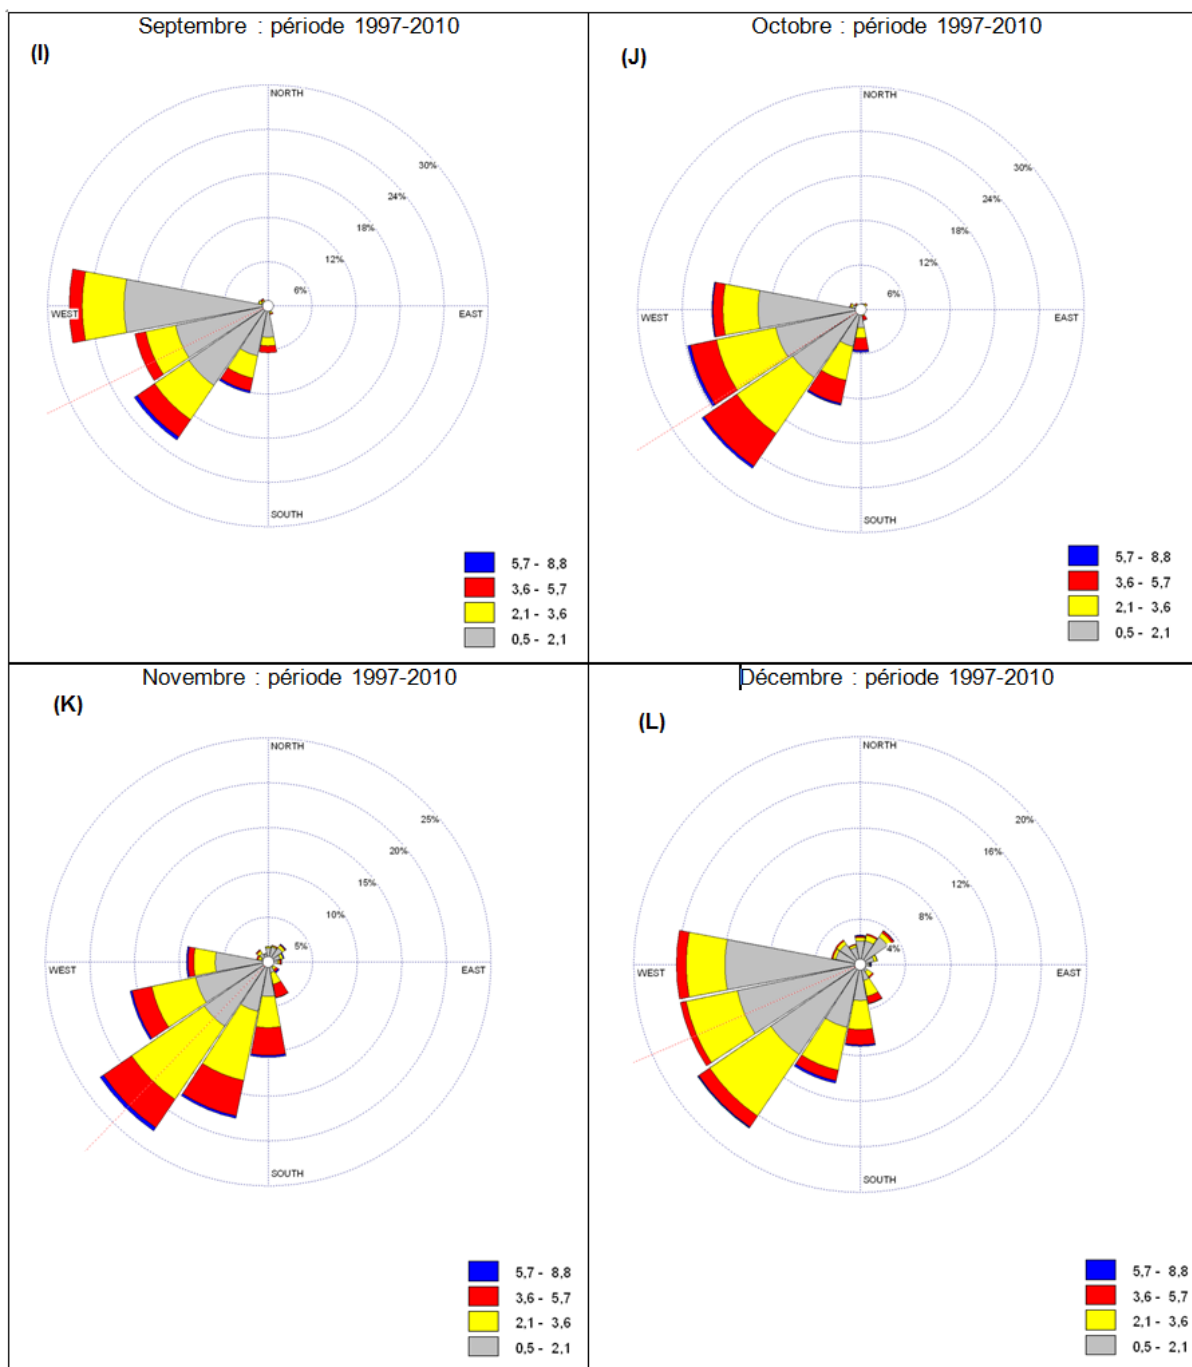 Septembre : période 1997-2010
(I)
NORTH
30%
24%
18%
12%
6%
WEST
EAST
SOUTH
5,7 - 8,8
3,6 - 5,7
2,1 - 3,6
0,5 - 2,1
Octobre : période 1997-2010
(J)
NORTH
30%
24%
18%
12%
6%
WEST
EAST
SOUTH
5,7 - 8,8
3,6 - 5,7
2,1 - 3,6
0,5 - 2,1
Novembre : période 1997-2010
(K)
NORTH
25%
20%
15%
10%
5%
WEST
EAST
SOUTH
5,7 - 8,8
3,6 - 5,7
2,1 - 3,6
0,5 - 2,1
Décembre : période 1997-2010
(L)
NORTH
20%
16%
12%
8%
4%
WEST
EAST
SOUTH
5,7 - 8,8
3,6 - 5,7
2,1 - 3,6
0,5 - 2,1